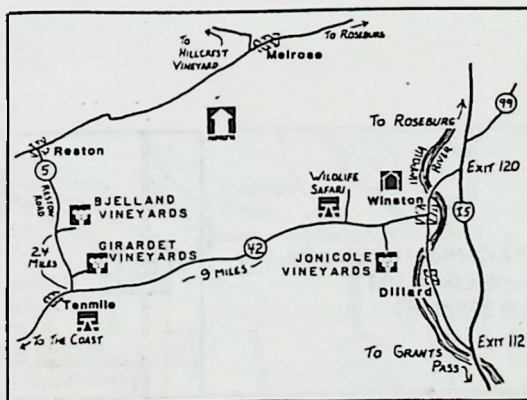 TO HILLCREST VINEYARD
TO ROSEBURG
Melrose
99
TO ROSEBURG
RIVER
EXIT 120
Reston
5
RESTON ROAD
BJELLAND VINEYARDS
WILDLIFE SAFARI
Winston
I5
GIRARDET VINEYARDS
42
2½ MILES
9 MILES
JONICOLE VINEYARDS
Dillard
Tenmile
TO THE COAST
EXIT 112
TO GRANTS PASS